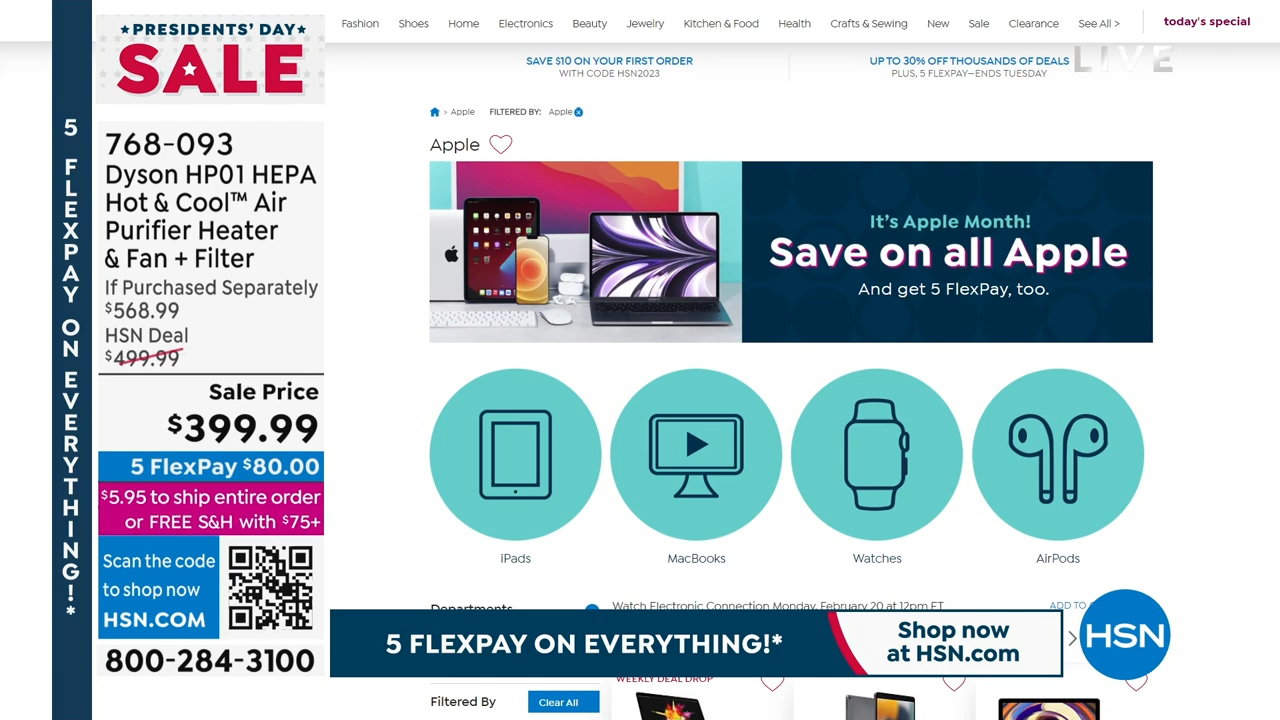 5 FLEXPAY ON EVERYTHING!*
★PRESIDENTS' DAY★
SALE
768-093
Dyson HP01 HEPA
Hot & Cool™ Air
Purifier Heater
& Fan + Filter
If Purchased Separately
$568.99
HSN Deal
$499.99
Sale Price
$399.99
5 FlexPay $80.00
$5.95 to ship entire order
or FREE S&H with $75+
Scan the code
to shop now
HSN.COM
800-284-3100
Fashion Shoes Home Electronics Beauty Jewelry Kitchen & Food Health Crafts & Sewing New Sale Clearance See All > today's special
SAVE $10 ON YOUR FIRST ORDER
WITH CODE HSN2023
UP TO 30% OFF THOUSANDS OF DEALS
PLUS, 5 FLEXPAY—ENDS TUESDAY
LIVE
> Apple FILTERED BY: Apple
Apple
It's Apple Month!
Save on all Apple
And get 5 FlexPay, too.
iPads MacBooks Watches AirPods
Departments
Watch Electronic Connection Monday, February 20 at 12pm ET
ADD TO
5 FLEXPAY ON EVERYTHING!*
Shop now
at HSN.com
HSN
WEEKLY DEAL DROP
Filtered By Clear All